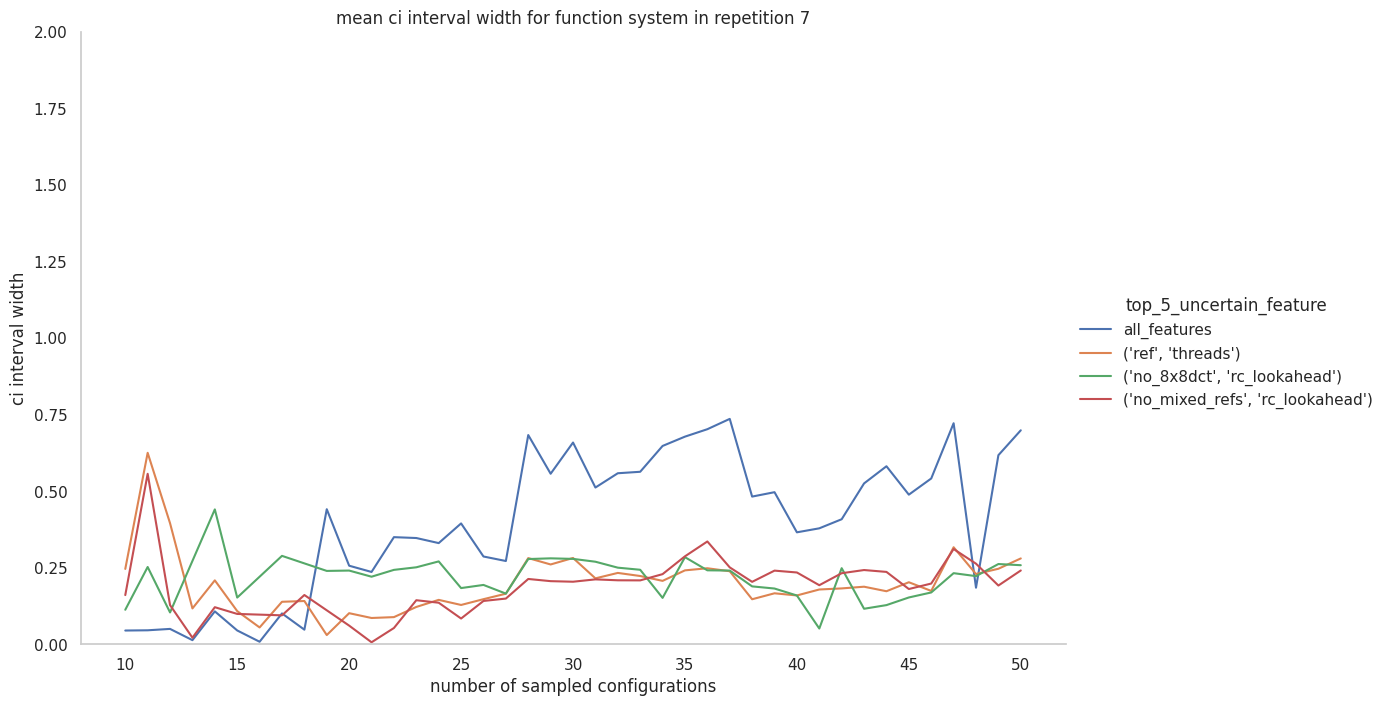 mean ci interval width for function system in repetition 7
2.00
1.75
1.50
1.25
1.00
0.75
0.50
0.25
0.00
ci interval width
10 15 20 25 30 35 40 45 50
number of sampled configurations
top_5_uncertain_feature
all_features
('ref', 'threads')
('no_8x8dct', 'rc_lookahead')
('no_mixed_refs', 'rc_lookahead')